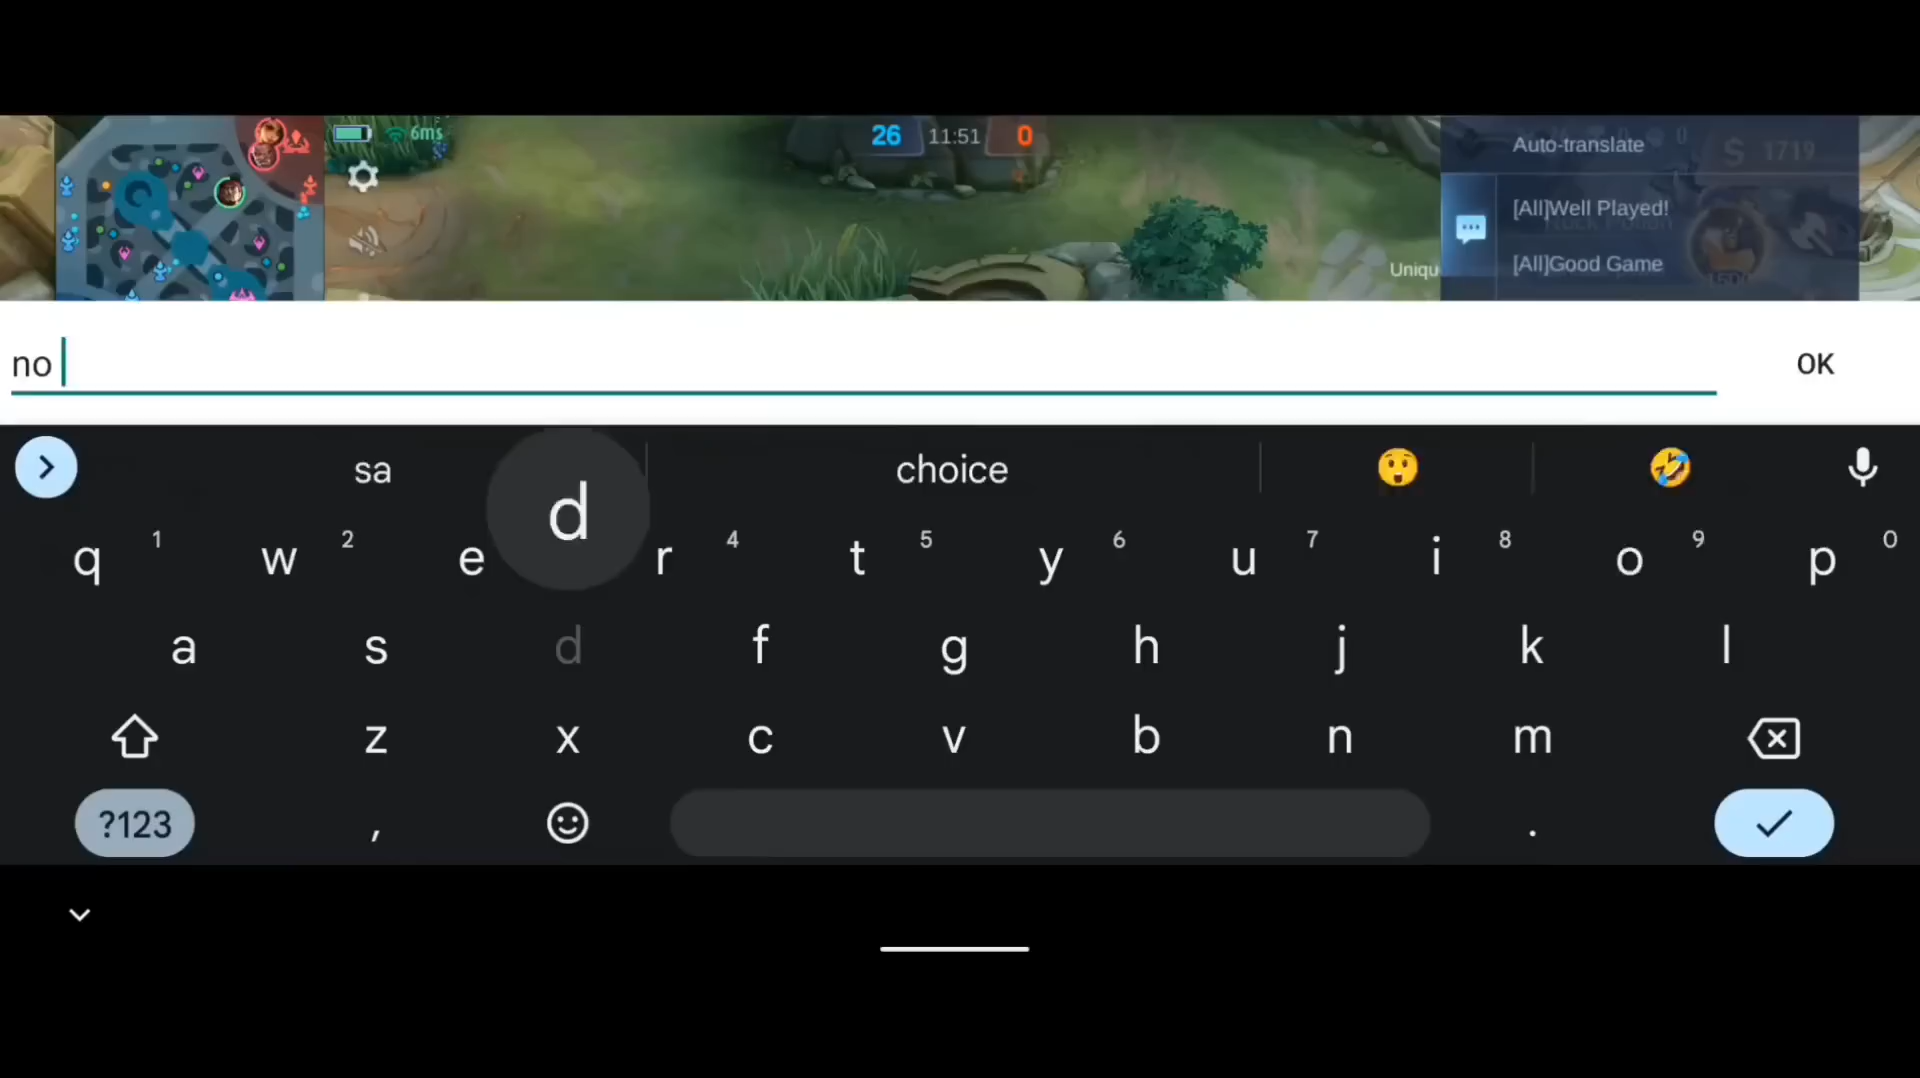 6ms
26 11:51 0
Auto-translate
$ 1719
[All]Well Played!
[All]Good Game
Uniqu
no
OK
sa
d
choice
q 1 w 2 e r 4 t 5 y 6 u 7 i 8 o 9 p 0
a s d f g h j k l
z x c v b n m
?123 , .